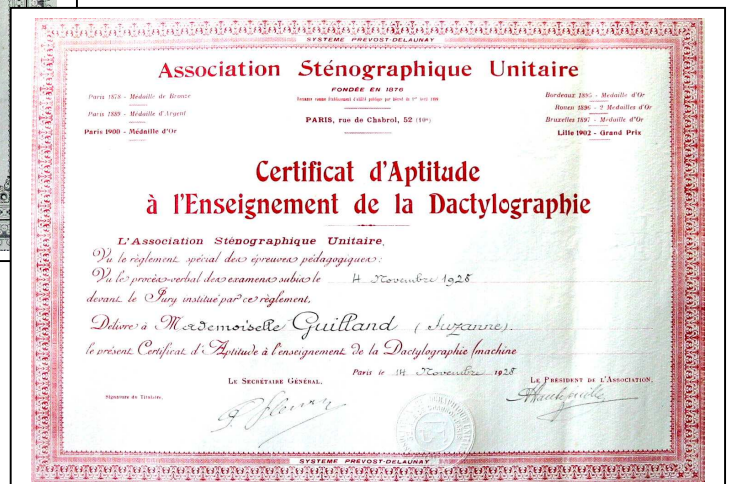 SYSTEME PREVOST-DELAUNAY
Association Sténographique Unitaire
FONDÉE EN 1876
Paris 1878 - Médaille de Bronze
Paris 1889 - Médaille d'Argent
Paris 1900 - Médaille d'Or
PARIS, rue de Chabrol, 52 (10e)
Bordeaux 1895 - Médaille d'Or
Rouen 1896 - 2 Médailles d'Or
Bruxelles 1897 - Médaille d'Or
Lille 1902 - Grand Prix
Certificat d'Aptitude
à l'Enseignement de la Dactylographie
L'Association Sténographique Unitaire,
Vu le règlement spécial des épreuves pédagogiques:
Vu le procès-verbal des examens subis le 4 Novembre 1928
devant le Jury institué par ce règlement,
Délivre à Mademoiselle Guilland (Suzanne).
le présent Certificat d'Aptitude à l'enseignement de la Dactylographie (machine
Paris le 14 Novembre 1928
LE SECRÉTAIRE GÉNÉRAL,
LE PRÉSIDENT DE L'ASSOCIATION,
Signature du Titulaire,
SYSTEME PREVOST-DELAUNAY